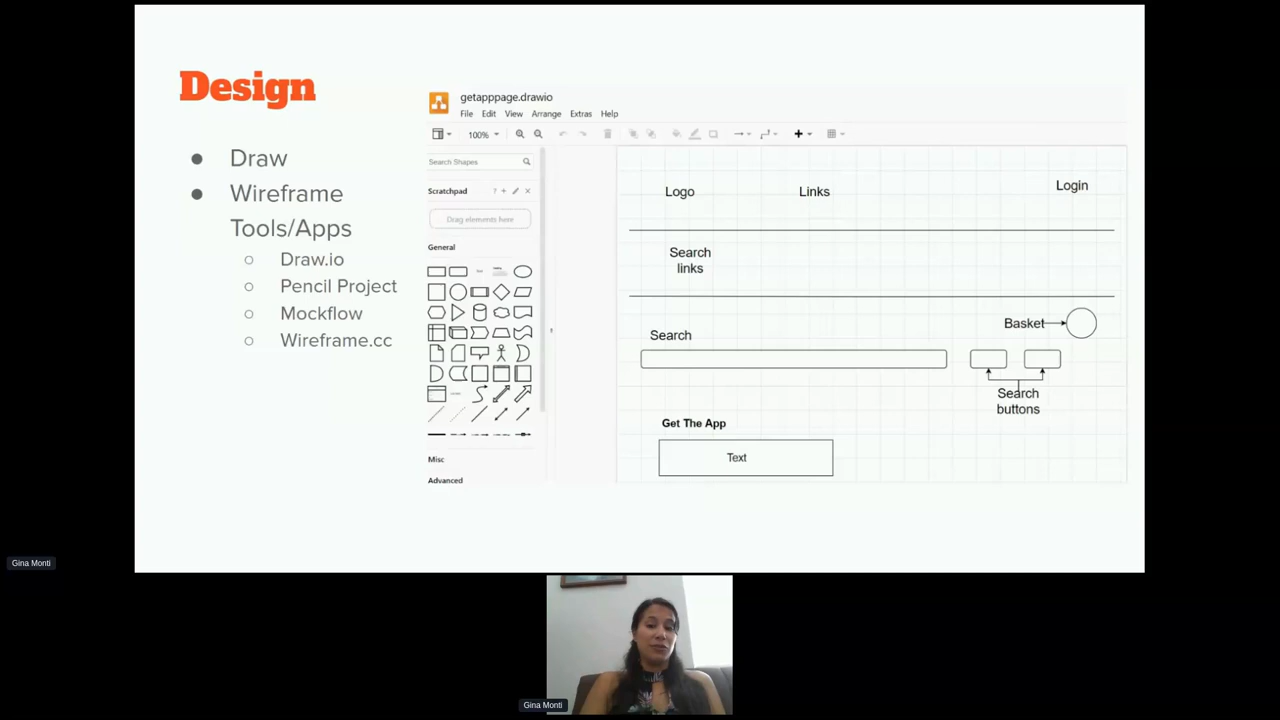 Design
Draw
Wireframe
Tools/Apps
Draw.io
Pencil Project
Mockflow
Wireframe.cc
getapppage.drawio
File Edit View Arrange Extras Help
100%
Search Shapes
Scratchpad
?
Drag elements here
General
Misc
Advanced
Logo
Links
Login
Search
links
Basket
Search
Search
buttons
Get The App
Text
Gina Monti
Gina Monti